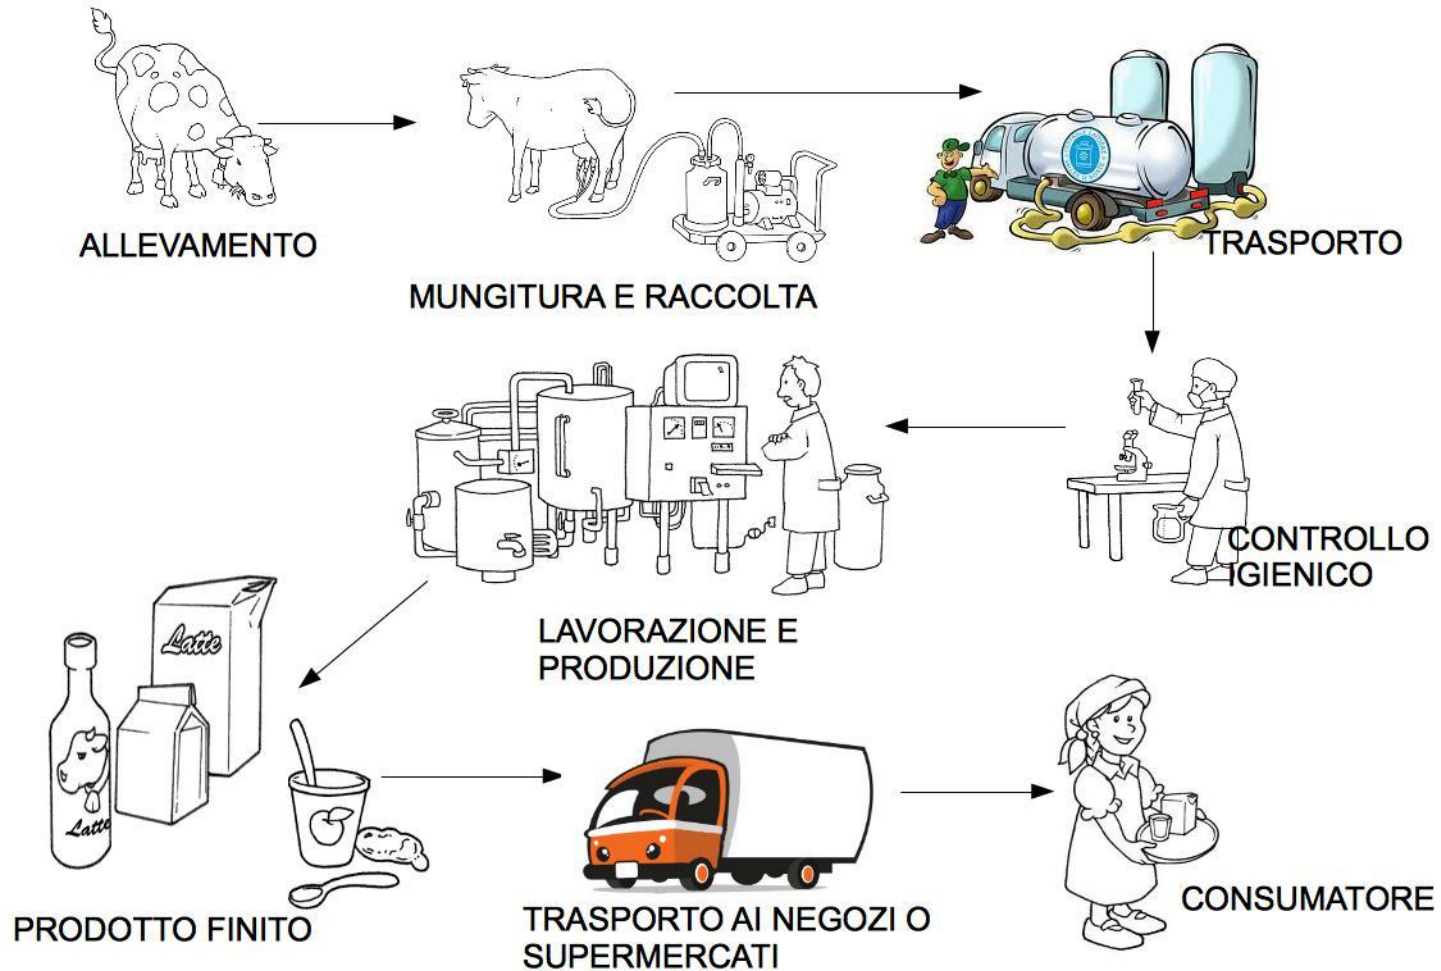 ALLEVAMENTO
MUNGITURA E RACCOLTA
TRASPORTO
CONTROLLO
IGIENICO
LAVORAZIONE E
PRODUZIONE
Latte
Latte
PRODOTTO FINITO
TRASPORTO AI NEGOZI O
SUPERMERCATI
CONSUMATORE